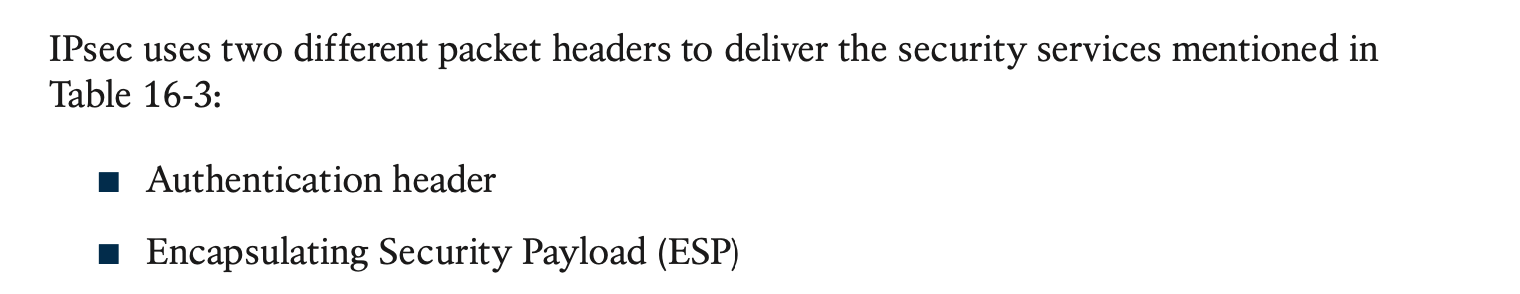 IPsec uses two different packet headers to deliver the security services mentioned in
Table 16-3:
■ Authentication header
■ Encapsulating Security Payload (ESP)